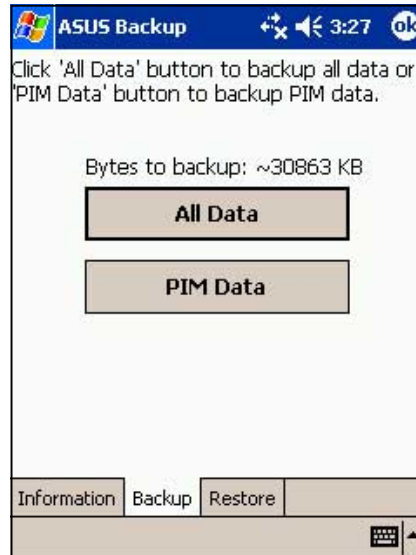 ASUS Backup 3:27 ok
Click 'All Data' button to backup all data or
'PIM Data' button to backup PIM data.
Bytes to backup: ~30863 KB
All Data
PIM Data
Information Backup Restore